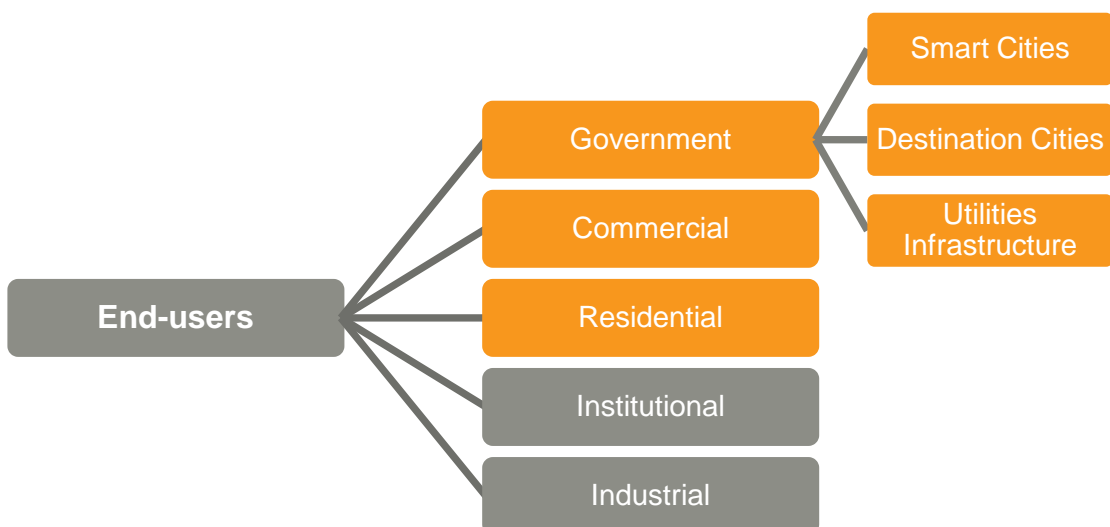 Smart Cities
Government
Destination Cities
Commercial
Utilities
Infrastructure
End-users
Residential
Institutional
Industrial